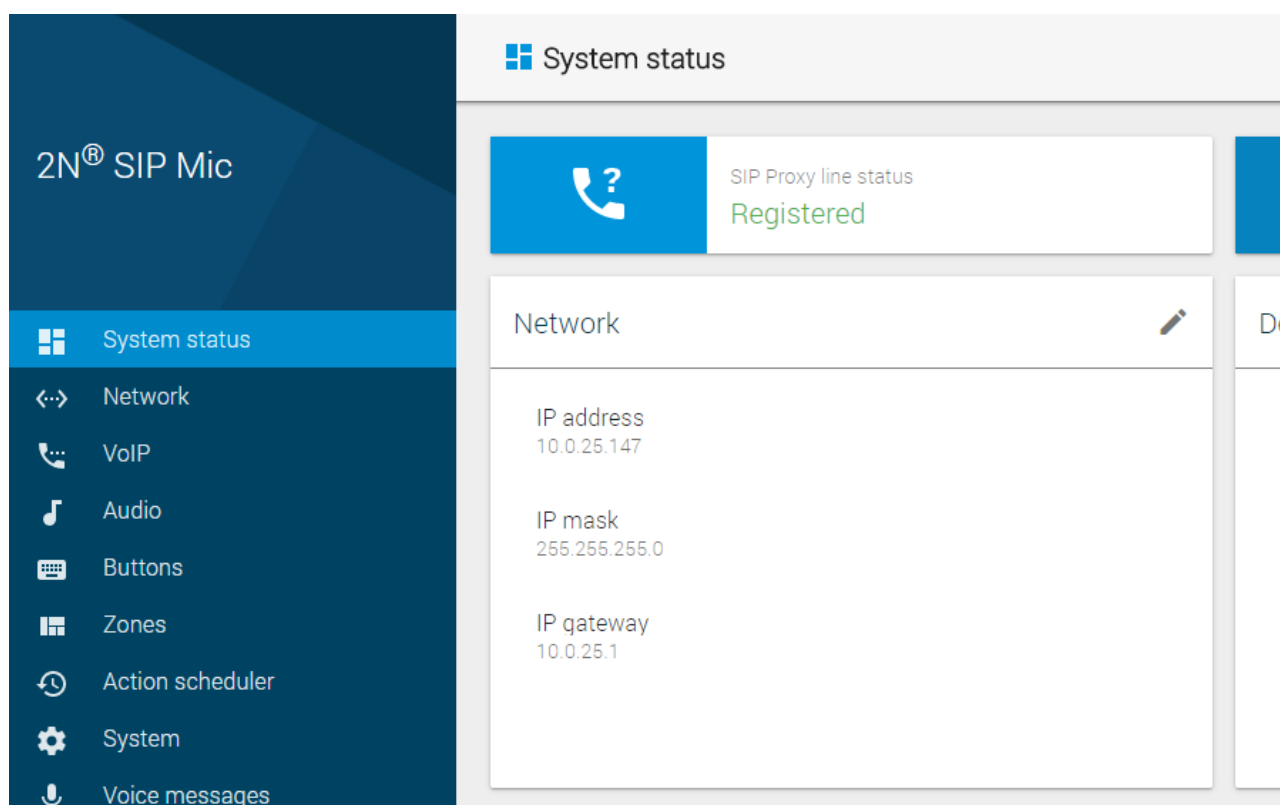 2N® SIP Mic
System status
Network
VoIP
Audio
Buttons
Zones
Action scheduler
System
Voice messages
System status
?
SIP Proxy line status
Registered
Network
IP address
10.0.25.147
IP mask
255.255.255.0
IP gateway
10.0.25.1